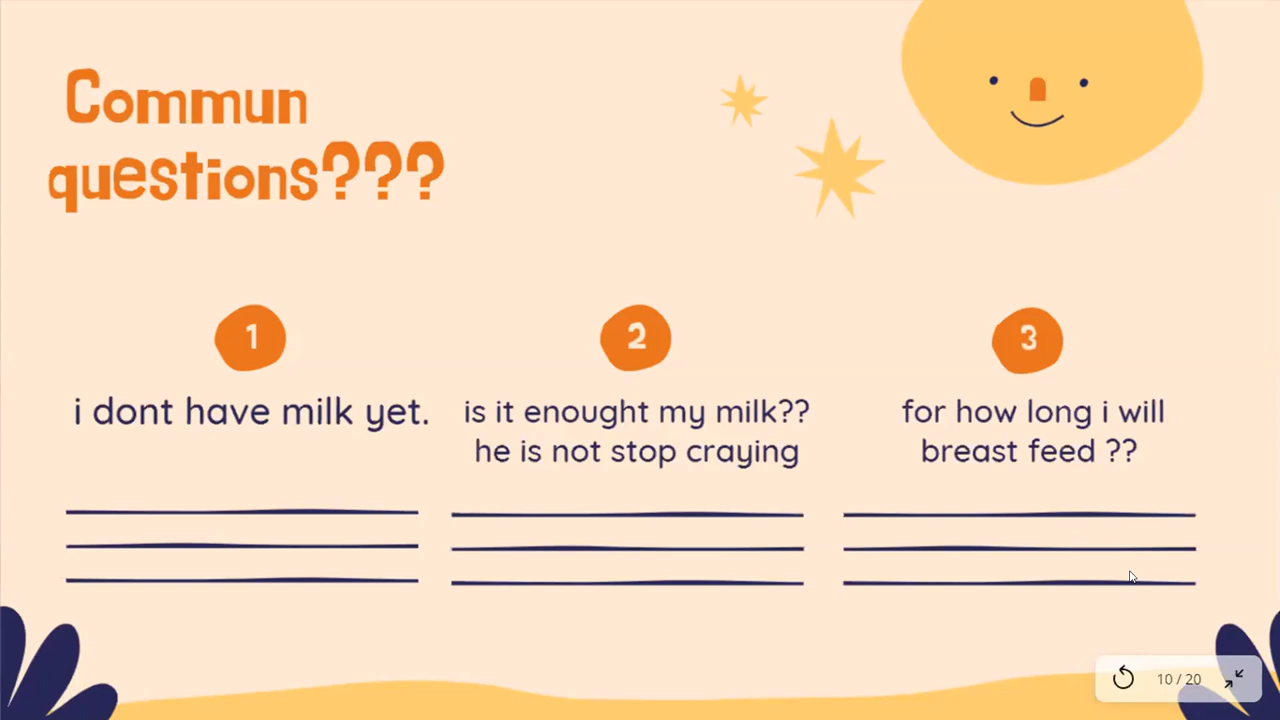 Commun
questions???
1
i dont have milk yet.
2
is it enought my milk??
he is not stop craying
3
for how long i will
breast feed ??
10 / 20